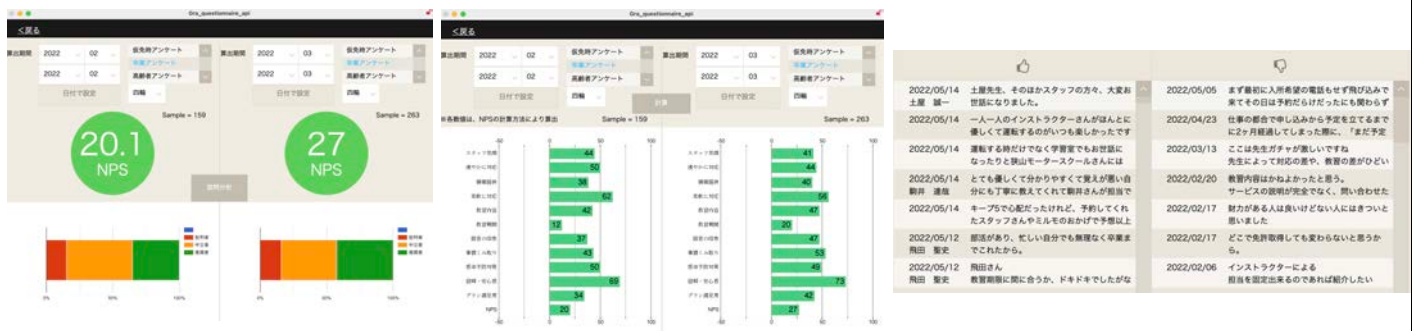 Gra_questionnaire_api
<戻る
算出期間
2022
02
2022
02
仮免時アンケート
卒業アンケート
高齢者アンケート
日付で設定
四輪
Sample = 159
20.1
NPS
算出期間
2022
03
2022
03
仮免時アンケート
卒業アンケート
高齢者アンケート
日付で設定
四輪
Sample = 263
27
NPS
設問分析
批判者
中立者
推奨者
0%
50%
100%
批判者
中立者
推奨者
0%
50%
100%
Gra_questionnaire_api
<戻る
算出期間
2022
02
2022
02
仮免時アンケート
卒業アンケート
高齢者アンケート
日付で設定
四輪
算出期間
2022
03
2022
03
仮免時アンケート
卒業アンケート
高齢者アンケート
日付で設定
四輪
計算
※各数値は、NPSの計算方法により算出
Sample = 159
Sample = 263
-50
0
50
100
44
50
38
62
42
12
37
43
50
69
34
NPS
20
-50
0
50
100
-50
0
50
100
41
44
40
56
47
20
47
53
49
73
42
NPS
27
-50
0
50
100
2022/05/14 土屋先生、そのほかスタッフの方々、大変お
土屋 誠一 世話になりました。
2022/05/14 一人一人のインストラクターさんがほんとに
優しくて運転するのがいつも楽しかったです
2022/05/14 運転する時だけでなく学習室でもお世話に
なったりと狭山モータースクールさんには
2022/05/14 とても優しくて分かりやすくて覚えが悪い自
駒井 達哉 分にも丁寧に教えてくれて駒井さんが担当で
2022/05/14 キープ5で心配だったけれど、予約してくれ
たスタッフさんやミルモのおかげで予想以上
2022/05/12 部活があり、忙しい自分でも無理なく卒業ま
飛田 聖史 でこれたから。
2022/05/12 飛田さん
飛田 聖史 教習期限に間に合うか、ドキドキでしたがな
2022/05/05 まず最初に入所希望の電話もせず飛び込みで
来てその日は予約だらけだったにも関わらず
2022/04/23 仕事の都合で申し込みから予定を立てるまで
に2ヶ月経過してしまった際に、「まだ予定
2022/03/13 ここは先生ガチャが激しいですね
先生によって対応の差や、教習の差がひどい
2022/02/20 教習内容はかねよかったと思う。
サービスの説明が完全でなく、問い合わせた
2022/02/17 財力がある人は良いけどない人にはきついと
思いました
2022/02/17 どこで免許取得しても変わらないと思うか
ら。
2022/02/06 インストラクターによる
担当を固定出来るのであれば紹介したい